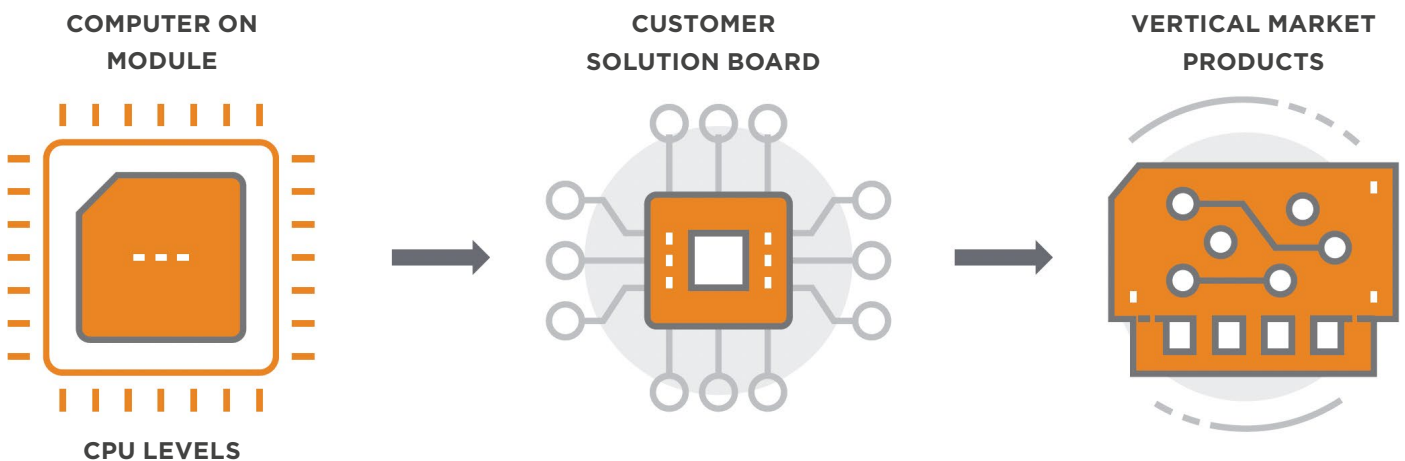 COMPUTER ON
MODULE
CUSTOMER
SOLUTION BOARD
VERTICAL MARKET
PRODUCTS
CPU LEVELS